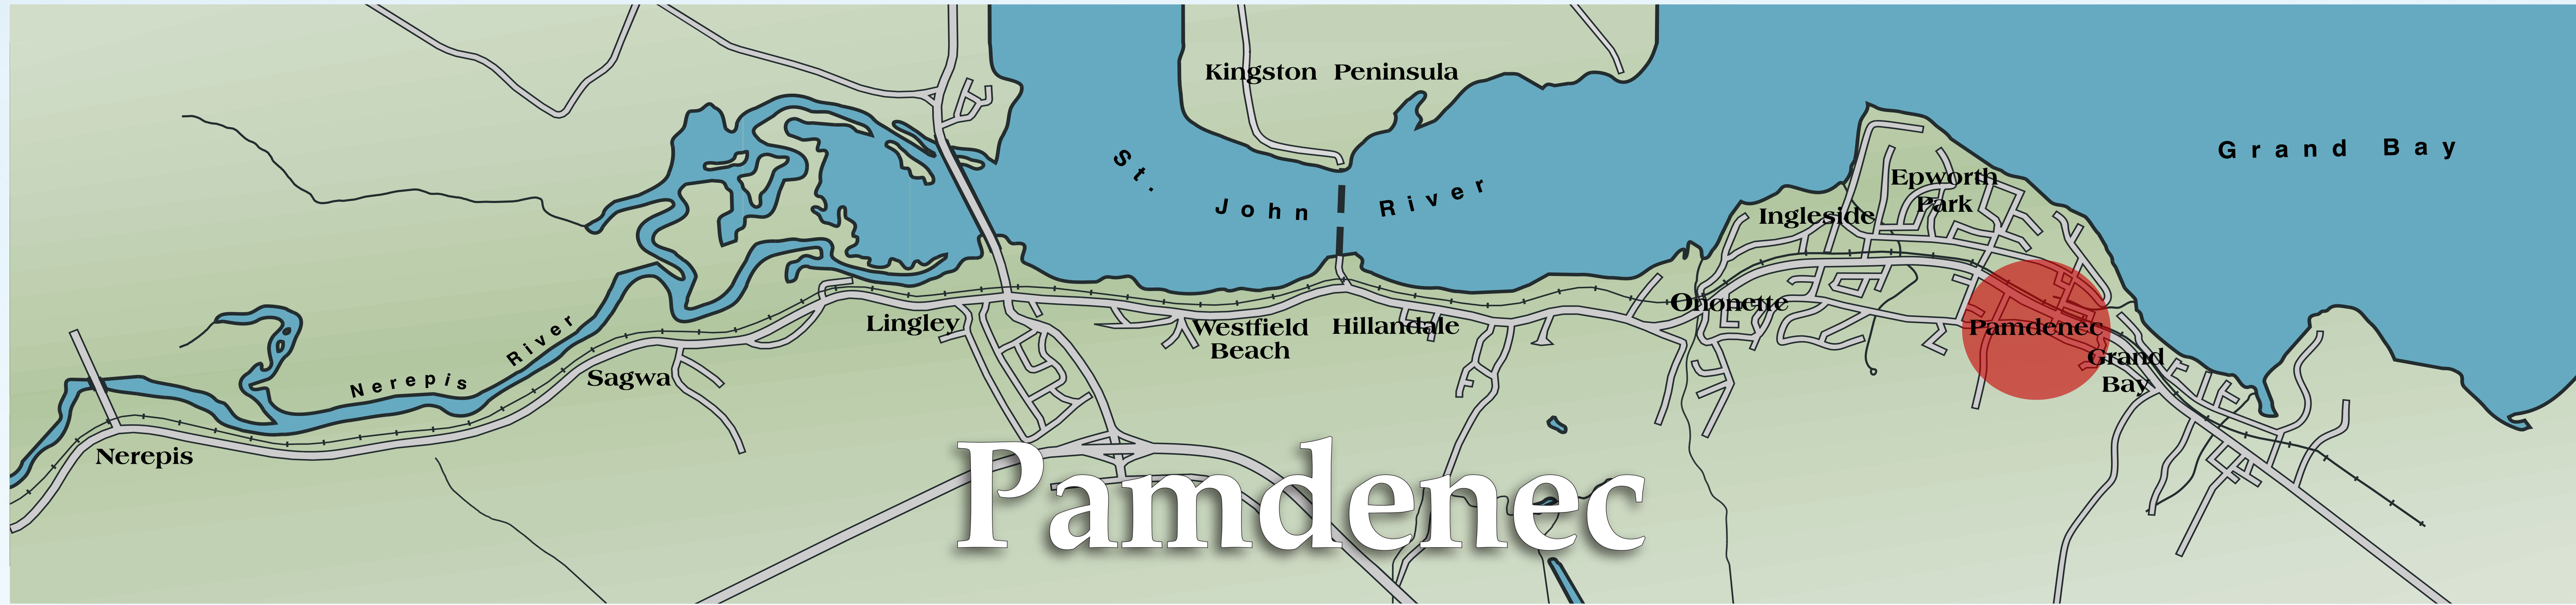 Kingston Peninsula
St. John River
Grand Bay
Epworth
Park
Ingleside
Ononette
Pamdenec
Grand
Bay
Lingley
Westfield
Beach
Hillandale
Sagwa
Nerepis River
Nerepis
Pamdenec